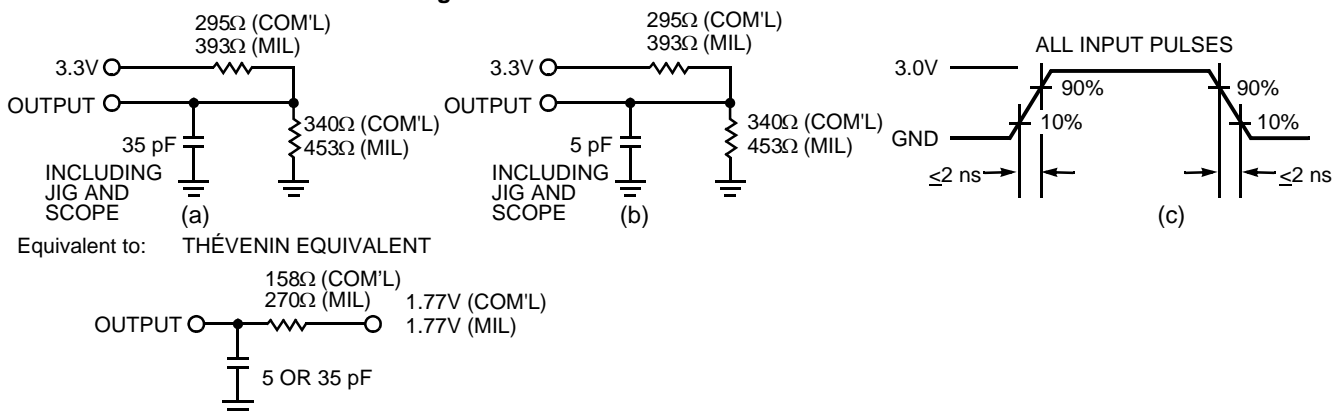 295Ω (COM'L)
393Ω (MIL)
3.3V
OUTPUT
35 pF
340Ω (COM'L)
453Ω (MIL)
INCLUDING
JIG AND
SCOPE
(a)
295Ω (COM'L)
393Ω (MIL)
3.3V
OUTPUT
5 pF
340Ω (COM'L)
453Ω (MIL)
INCLUDING
JIG AND
SCOPE
(b)
ALL INPUT PULSES
3.0V
90%
90%
10%
10%
GND
≤2 ns
≤2 ns
(c)
Equivalent to: THÉVENIN EQUIVALENT
158Ω (COM'L)
270Ω (MIL)
1.77V (COM'L)
1.77V (MIL)
OUTPUT
5 OR 35 pF